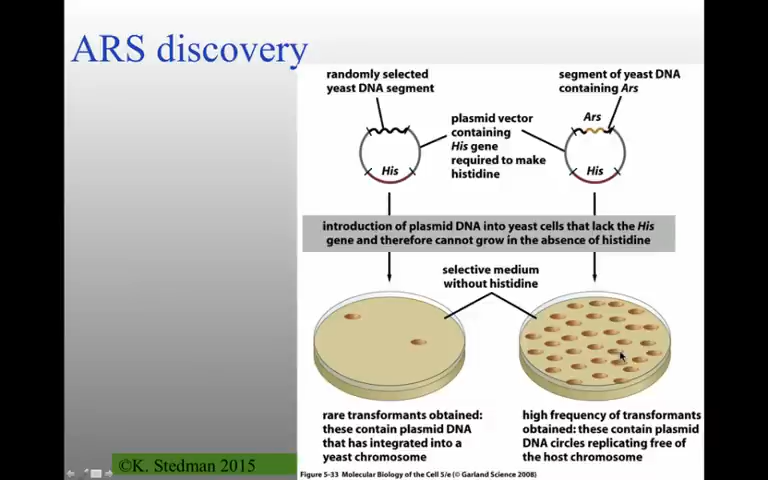 ARS discovery
randomly selected
yeast DNA segment
segment of yeast DNA
containing Ars
Ars
plasmid vector
containing
His gene
required to make
histidine
His
His
introduction of plasmid DNA into yeast cells that lack the His
gene and therefore cannot grow in the absence of histidine
selective medium
without histidine
rare transformants obtained:
these contain plasmid DNA
that has integrated into a
yeast chromosome
high frequency of transformants
obtained: these contain plasmid
DNA circles replicating free of
the host chromosome
©K. Stedman 2015
Figure 5-33 Molecular Biology of the Cell 5/e (© Garland Science 2008)